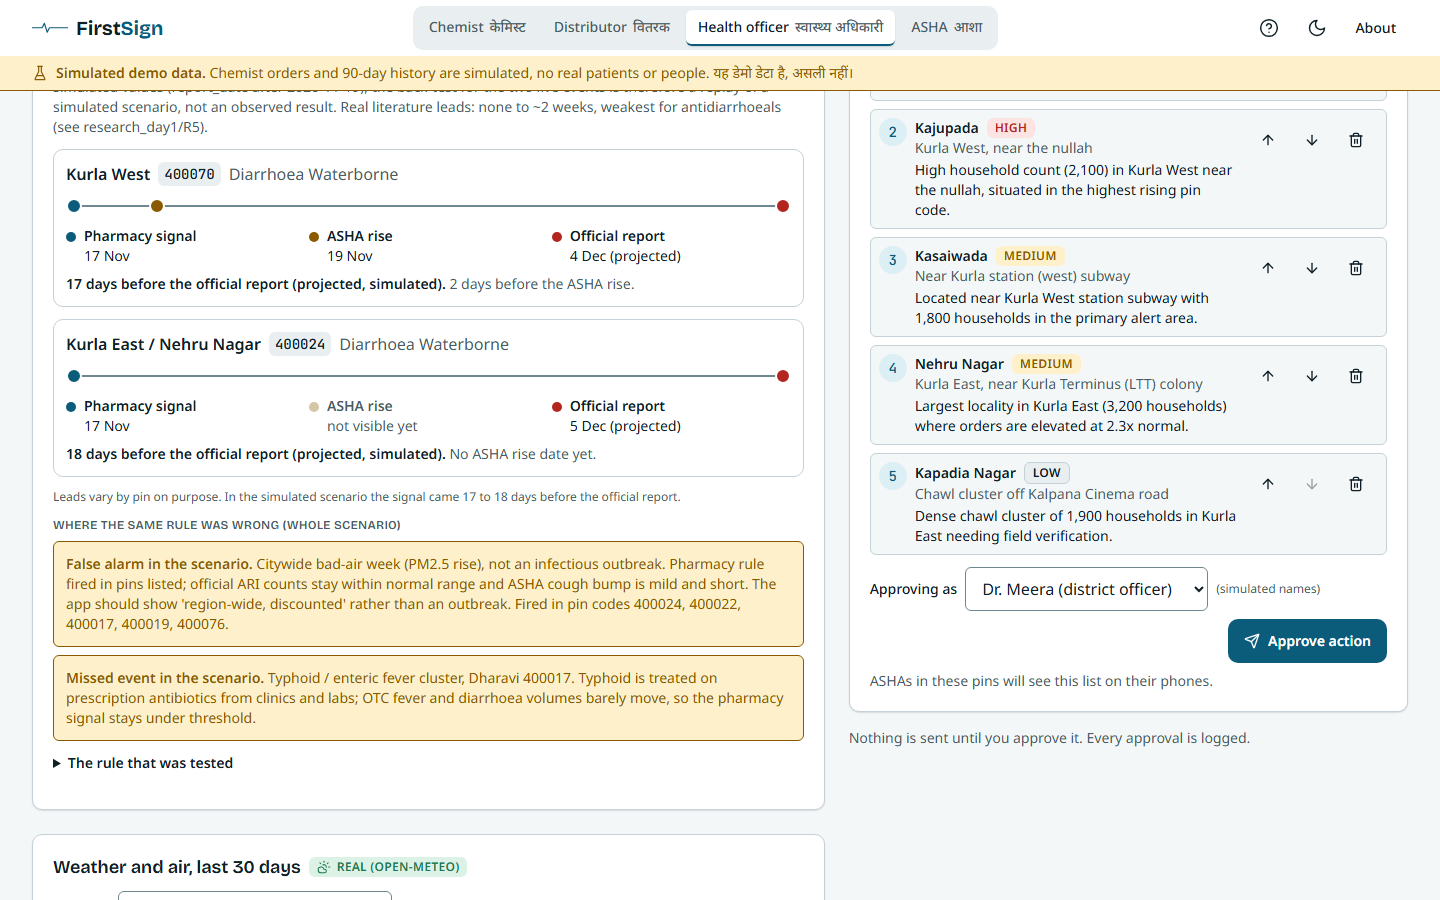 FirstSign
Chemist केमिस्ट
Distributor वितरक
Health officer स्वास्थ्य अधिकारी
ASHA आशा
About
Simulated demo data. Chemist orders and 90-day history are simulated, no real patients or people. यह डेमो डेटा है, असली नहीं।
simulated scenario, not an observed result. Real literature leads: none to ~2 weeks, weakest for antidiarrhoeals
(see research_day1/R5).
Kurla West 400070 Diarrhoea Waterborne
Pharmacy signal
17 Nov
ASHA rise
19 Nov
Official report
4 Dec (projected)
17 days before the official report (projected, simulated). 2 days before the ASHA rise.
Kurla East / Nehru Nagar 400024 Diarrhoea Waterborne
Pharmacy signal
17 Nov
ASHA rise
not visible yet
Official report
5 Dec (projected)
18 days before the official report (projected, simulated). No ASHA rise date yet.
Leads vary by pin on purpose. In the simulated scenario the signal came 17 to 18 days before the official report.
WHERE THE SAME RULE WAS WRONG (WHOLE SCENARIO)
False alarm in the scenario. Citywide bad-air week (PM2.5 rise), not an infectious outbreak. Pharmacy rule
fired in pins listed; official ARI counts stay within normal range and ASHA cough bump is mild and short. The
app should show 'region-wide, discounted' rather than an outbreak. Fired in pin codes 400024, 400022,
400017, 400019, 400076.
Missed event in the scenario. Typhoid / enteric fever cluster, Dharavi 400017. Typhoid is treated on
prescription antibiotics from clinics and labs; OTC fever and diarrhoea volumes barely move, so the pharmacy
signal stays under threshold.
The rule that was tested
Weather and air, last 30 days REAL (OPEN-METEO)
2 Kajupada HIGH
Kurla West, near the nullah
High household count (2,100) in Kurla West near
the nullah, situated in the highest rising pin
code.
3 Kasaiwada MEDIUM
Near Kurla station (west) subway
Located near Kurla West station subway with
1,800 households in the primary alert area.
4 Nehru Nagar MEDIUM
Kurla East, near Kurla Terminus (LTT) colony
Largest locality in Kurla East (3,200 households)
where orders are elevated at 2.3x normal.
5 Kapadia Nagar LOW
Chawl cluster off Kalpana Cinema road
Dense chawl cluster of 1,900 households in Kurla
East needing field verification.
Approving as Dr. Meera (district officer) (simulated names)
Approve action
ASHAs in these pins will see this list on their phones.
Nothing is sent until you approve it. Every approval is logged.